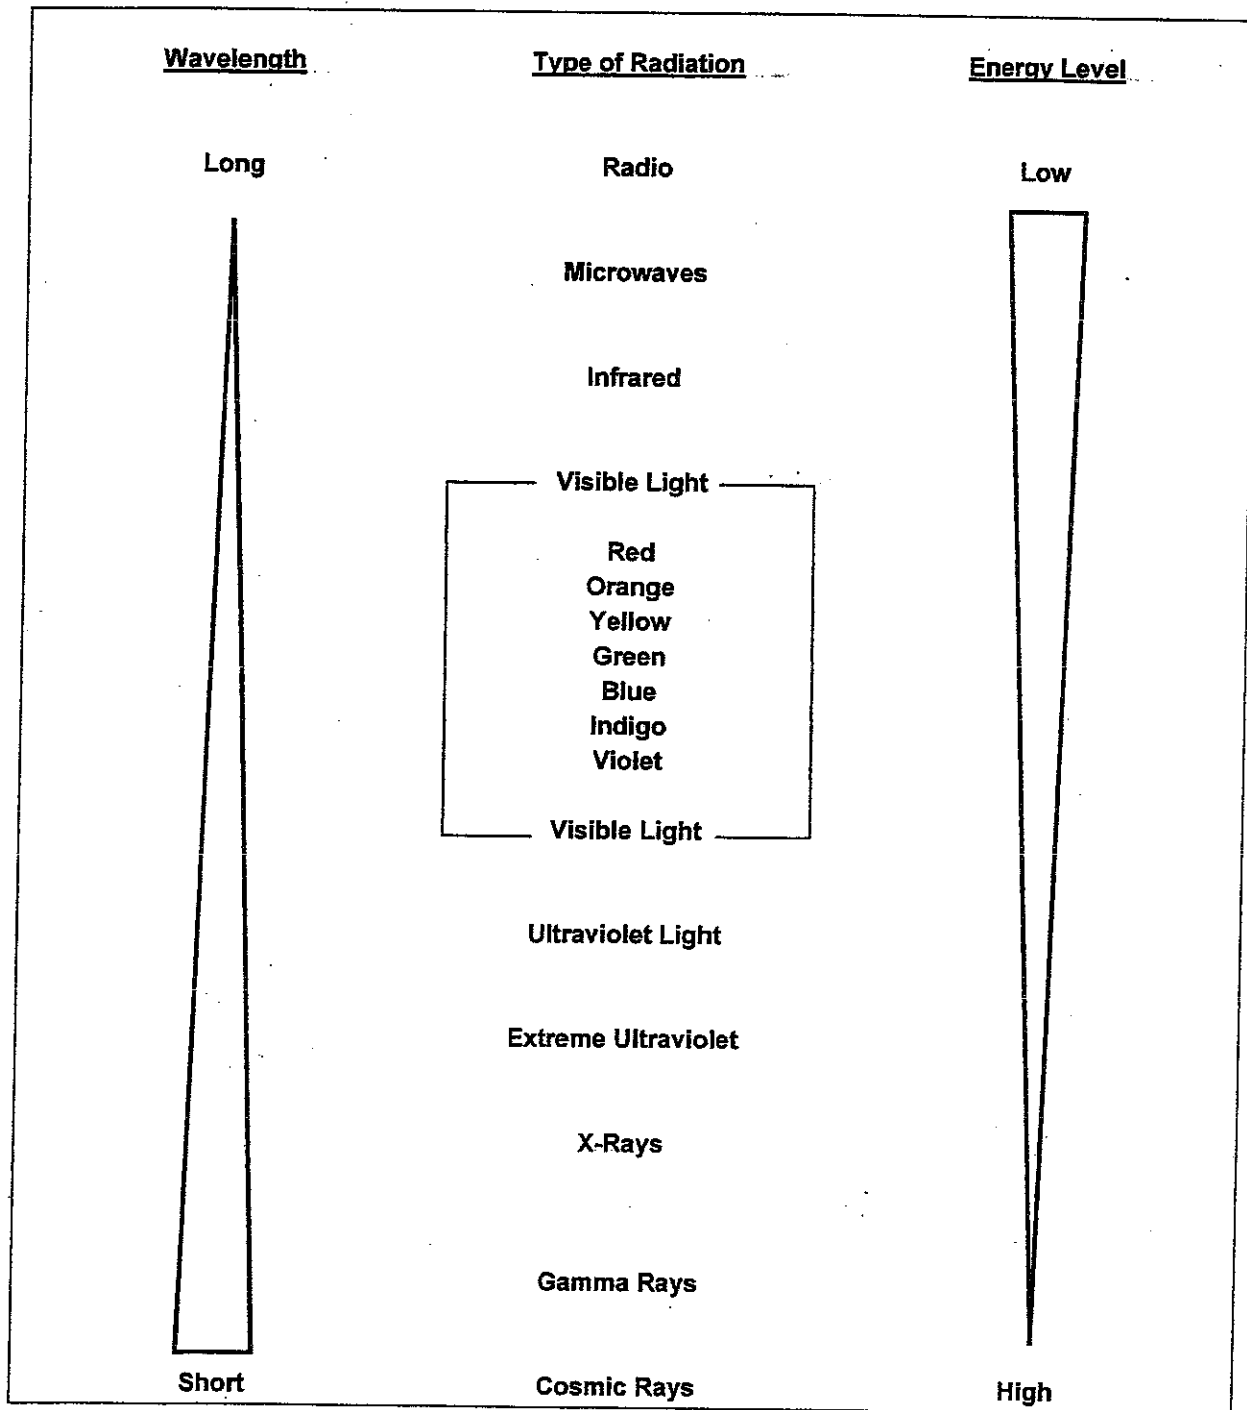 Wavelength Type of Radiation Energy Level
Long Radio Low
Microwaves
Infrared
Visible Light
Red
Orange
Yellow
Green
Blue
Indigo
Violet
Visible Light
Ultraviolet Light
Extreme Ultraviolet
X-Rays
Gamma Rays
Short Cosmic Rays High